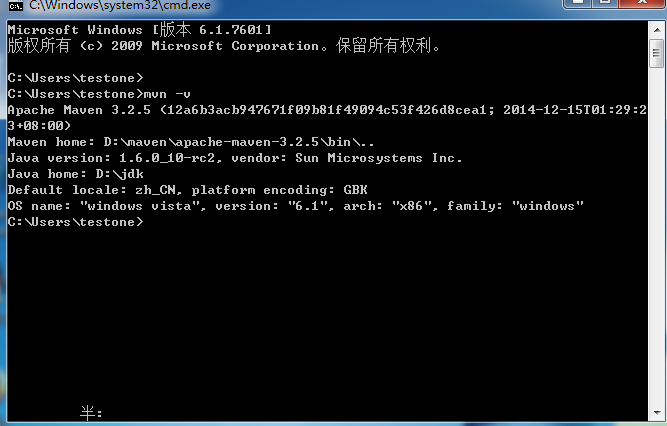 C:\Windows\system32\cmd.exe
Microsoft Windows [版本 6.1.7601]
版权所有 (c) 2009 Microsoft Corporation。保留所有权利。
C:\Users\testone>
C:\Users\testone>mvn -v
Apache Maven 3.2.5 (12a6b3acb947671f09b81f49094c53f426d8cea1; 2014-12-15T01:29:2
3+08:00)
Maven home: D:\maven\apache-maven-3.2.5\bin\..
Java version: 1.6.0_10-rc2, vendor: Sun Microsystems Inc.
Java home: D:\jdk
Default locale: zh_CN, platform encoding: GBK
OS name: "windows vista", version: "6.1", arch: "x86", family: "windows"
C:\Users\testone>
半: